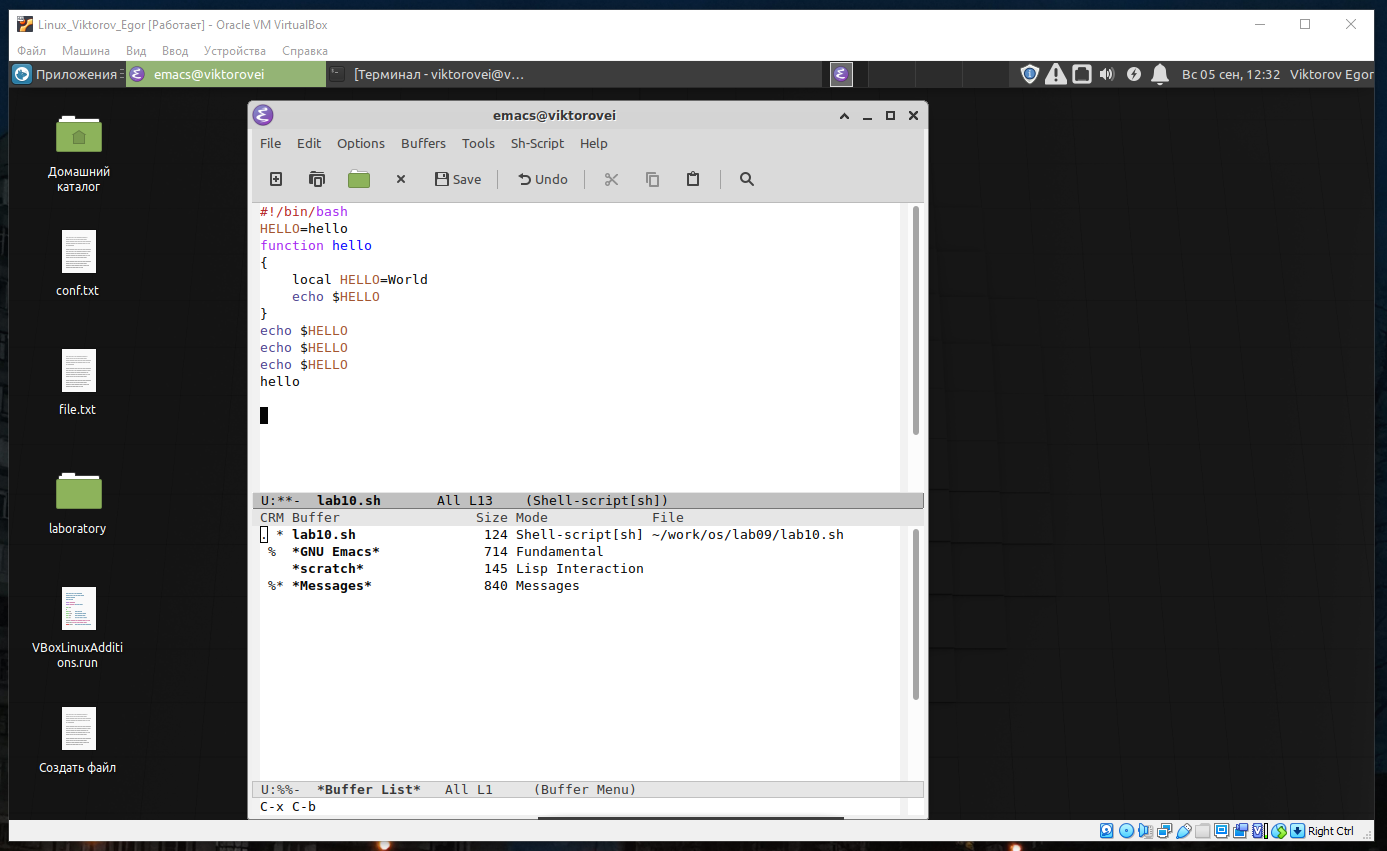 Linux_Viktorov_Egor [Работает] - Oracle VM VirtualBox
Файл Машина Вид Ввод Устройства Справка
Приложения emacs@viktorovei [Терминал - viktorovei@v... Вс 05 сен, 12:32 Viktorov Egor
Домашний
каталог
conf.txt
file.txt
laboratory
VBoxLinuxAdditi
ons.run
Создать файл
emacs@viktorovei
File Edit Options Buffers Tools Sh-Script Help
Save Undo
#!/bin/bash
HELLO=hello
function hello
{
    local HELLO=World
    echo $HELLO
}
echo $HELLO
echo $HELLO
echo $HELLO
hello
U:**-  lab10.sh       All L13    (Shell-script[sh])
CRM Buffer                 Size Mode             File
. * lab10.sh                124 Shell-script[sh] ~/work/os/lab09/lab10.sh
 %  *GNU Emacs*             714 Fundamental
    *scratch*               145 Lisp Interaction
 %* *Messages*              840 Messages
U:%%-  *Buffer List*   All L1     (Buffer Menu)
C-x C-b
Right Ctrl